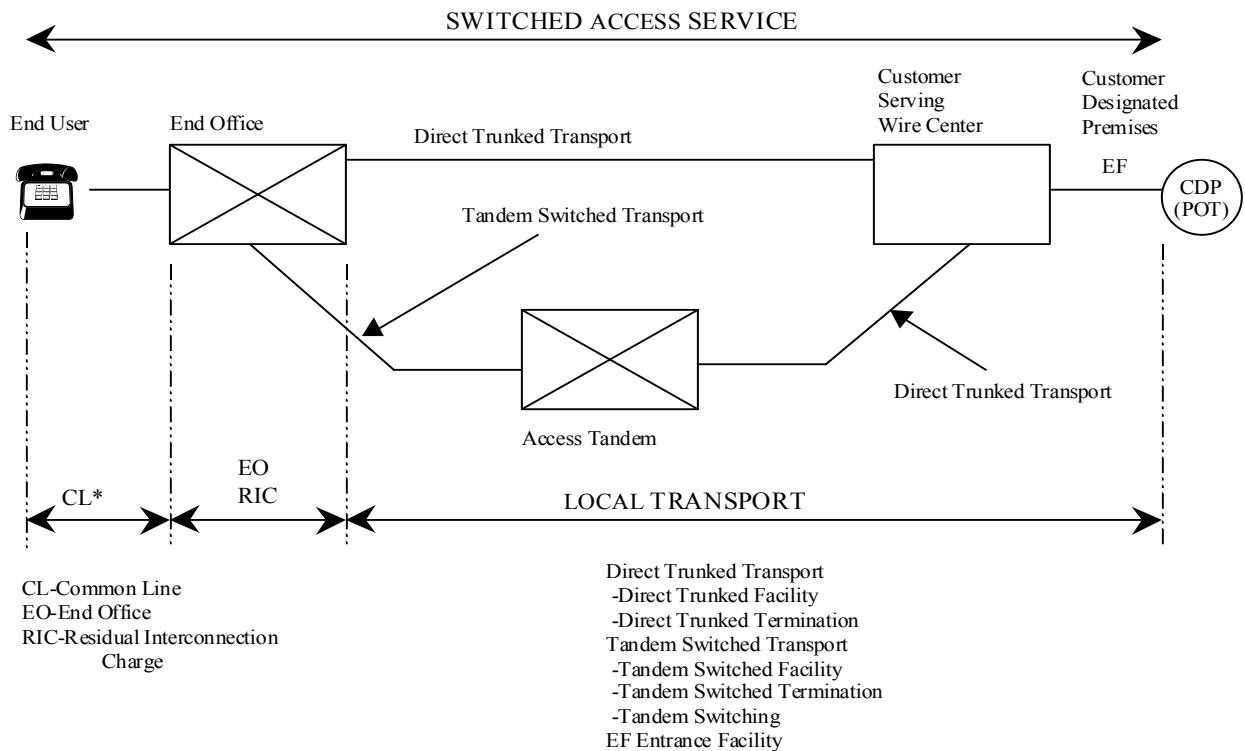 SWITCHED ACCESS SERVICE
End User
End Office
Direct Trunked Transport
Customer
Serving
Wire Center
Customer
Designated
Premises
EF
CDP
(POT)
Tandem Switched Transport
Direct Trunked Transport
Access Tandem
CL*
EO
RIC
LOCAL TRANSPORT
CL-Common Line
EO-End Office
RIC-Residual Interconnection
Charge
Direct Trunked Transport
-Direct Trunked Facility
-Direct Trunked Termination
Tandem Switched Transport
-Tandem Switched Facility
-Tandem Switched Termination
-Tandem Switching
EF Entrance Facility